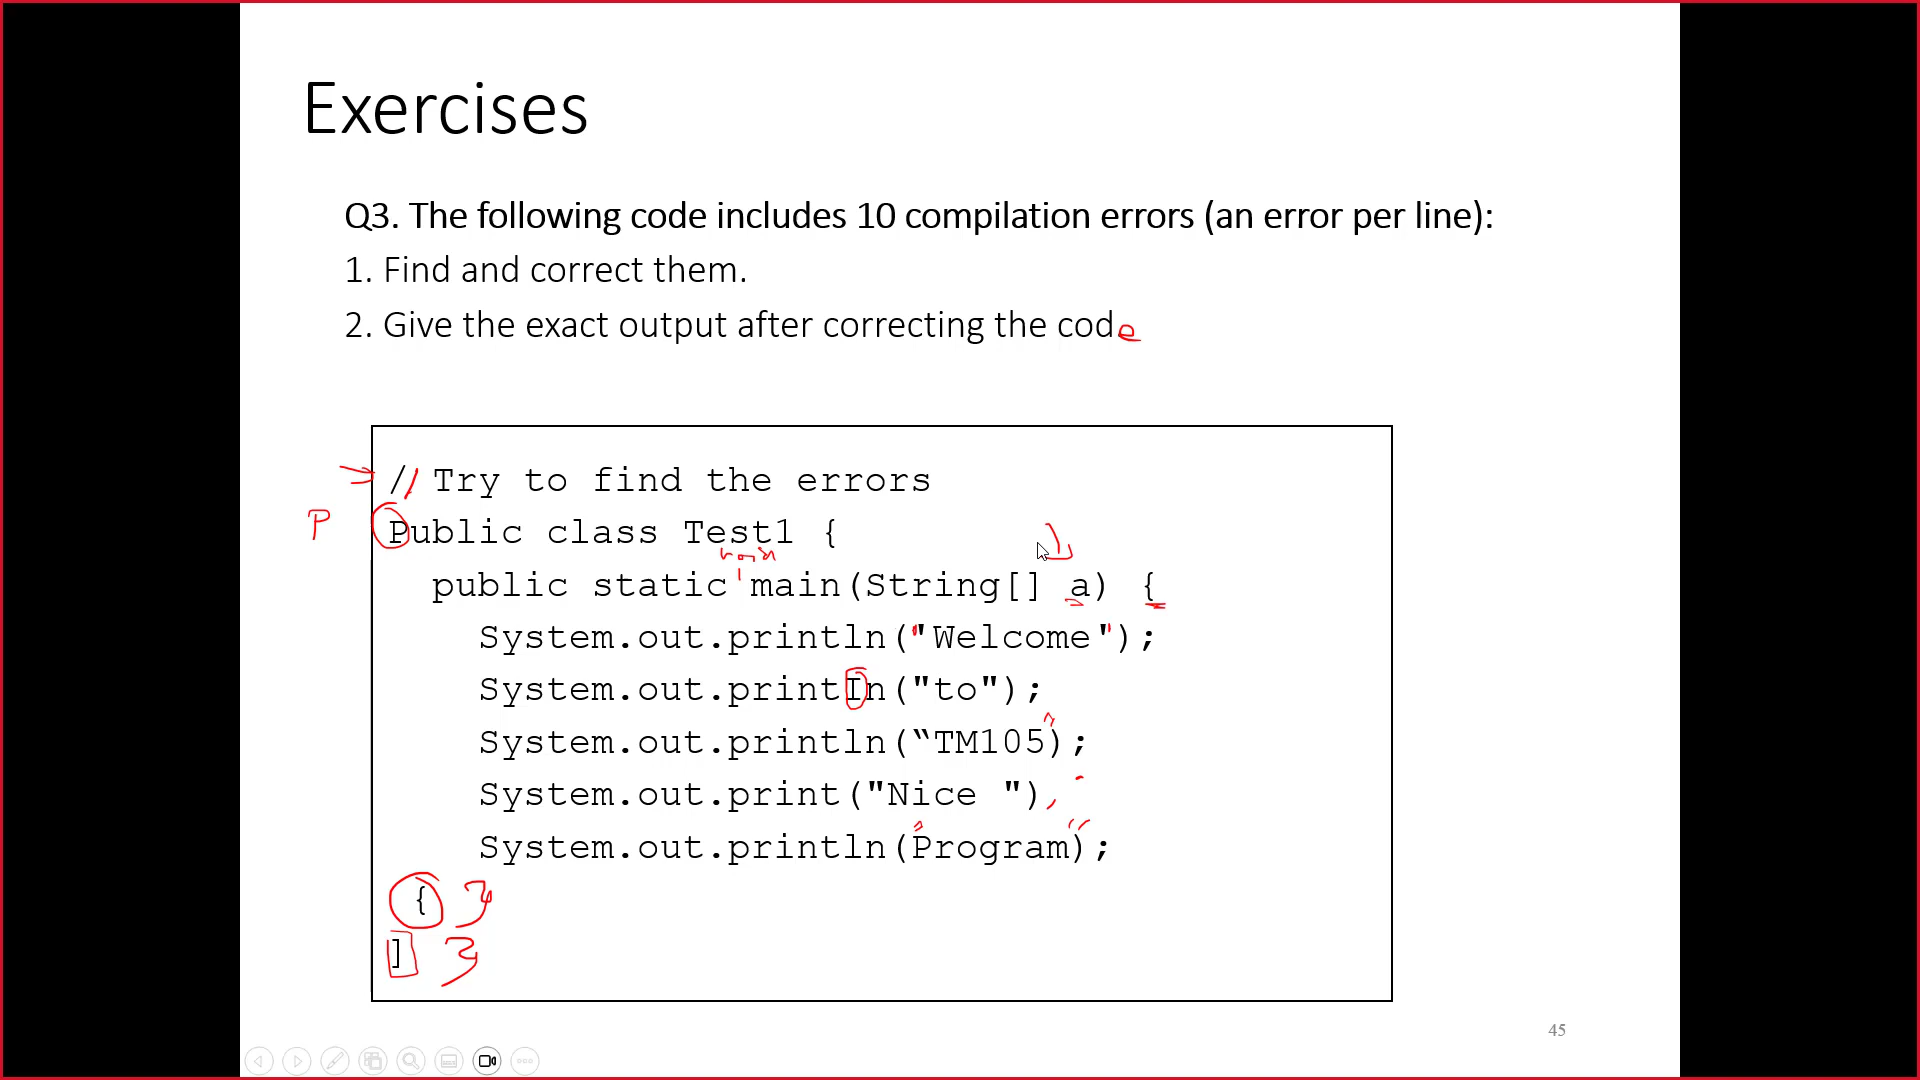 Exercises
Q3. The following code includes 10 compilation errors (an error per line):
1. Find and correct them.
2. Give the exact output after correcting the code
// Try to find the errors
P Public class Test1 {
void
public static main(String[] a) {
System.out.println("Welcome");
System.out.printIn("to");
System.out.println(“TM105);
System.out.print("Nice "),
System.out.println(Program);
{ }
] }
45